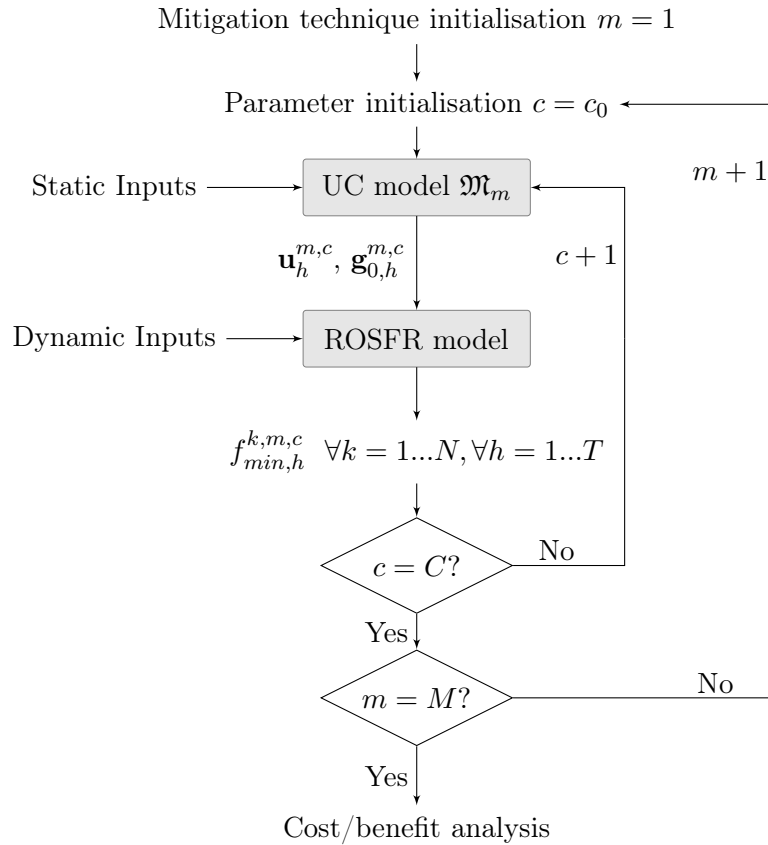 Mitigation technique initialisation m = 1
Parameter initialisation c = c_0
m + 1
Static Inputs
UC model 𝔐_m
u_h^{m,c}, g_{0,h}^{m,c}
c + 1
Dynamic Inputs
ROSFR model
f_{min,h}^{k,m,c} ∀k = 1...N, ∀h = 1...T
c = C?
No
Yes
m = M?
No
Yes
Cost/benefit analysis